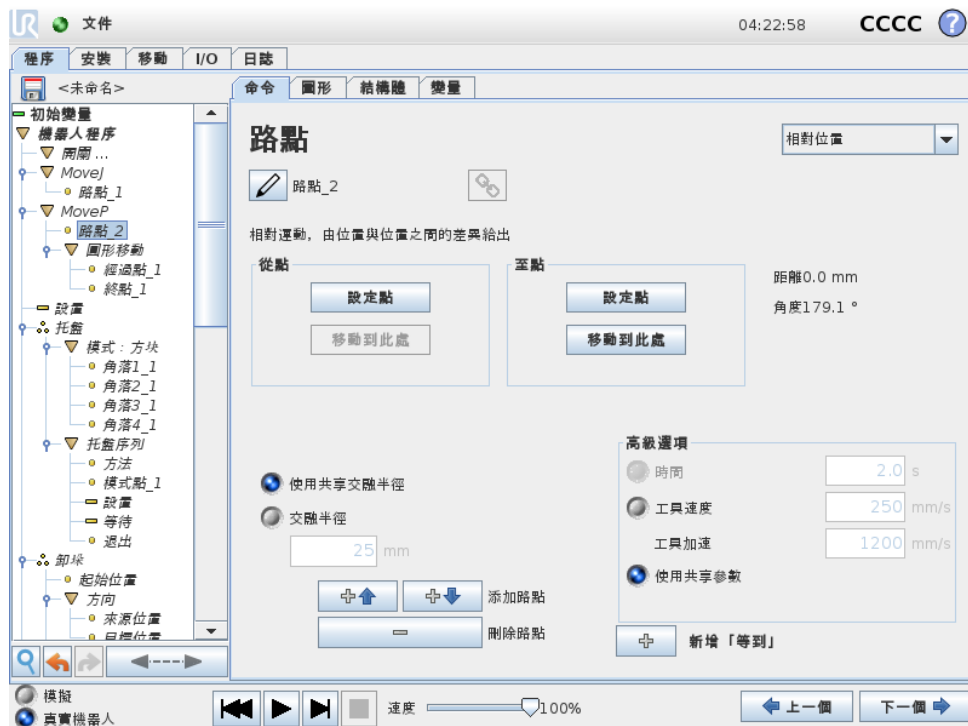 UR 文件 04:22:58 CCCC ?
程序 安裝 移動 I/O 日誌
<未命名> 命令 圖形 結構體 變量
初始變量
機器人程序
開闢 ...
MoveJ
路點_1
MoveP
路點_2
圓形移動
經過點_1
終點_1
設置
托盤
模式：方块
角落1_1
角落2_1
角落3_1
角落4_1
托盤序列
方法
模式點_1
設置
等待
退出
卸垛
起始位置
方向
來源位置
目標位置
路點
相對位置
路點_2
相對運動，由位置與位置之間的差異給出
從點
設定點
移動到此處
至點
設定點
移動到此處
距離0.0 mm
角度179.1 °
使用共享交融半徑
交融半徑
25 mm
添加路點
刪除路點
高級選項
時間 2.0 s
工具速度 250 mm/s
工具加速 1200 mm/s
使用共享參數
新增「等到」
模擬
真實機器人
速度 100%
上一個 下一個